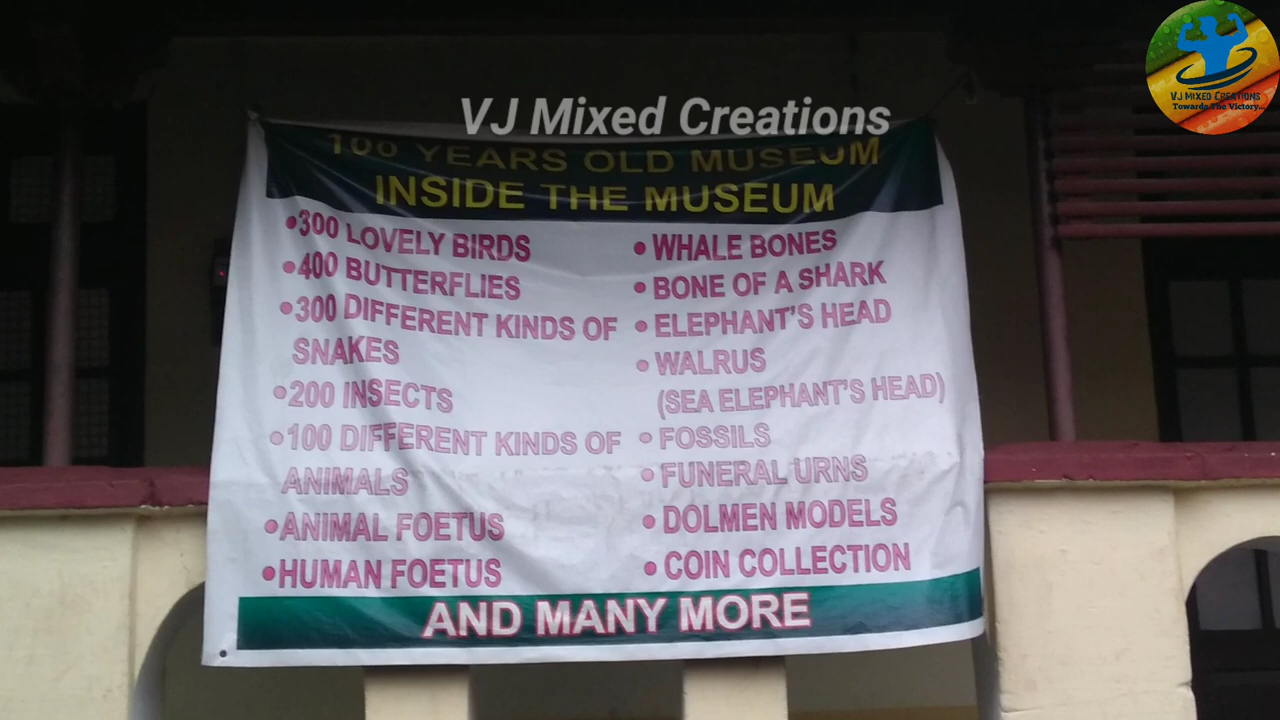 VJ MIXED CREATIONS
Towards The Victory...
VJ Mixed Creations
100 YEARS OLD MUSEUM
INSIDE THE MUSEUM
•300 LOVELY BIRDS
•400 BUTTERFLIES
•300 DIFFERENT KINDS OF
SNAKES
•200 INSECTS
•100 DIFFERENT KINDS OF
ANIMALS
•ANIMAL FOETUS
•HUMAN FOETUS
• WHALE BONES
• BONE OF A SHARK
• ELEPHANT'S HEAD
• WALRUS
(SEA ELEPHANT'S HEAD)
• FOSSILS
• FUNERAL URNS
• DOLMEN MODELS
• COIN COLLECTION
AND MANY MORE